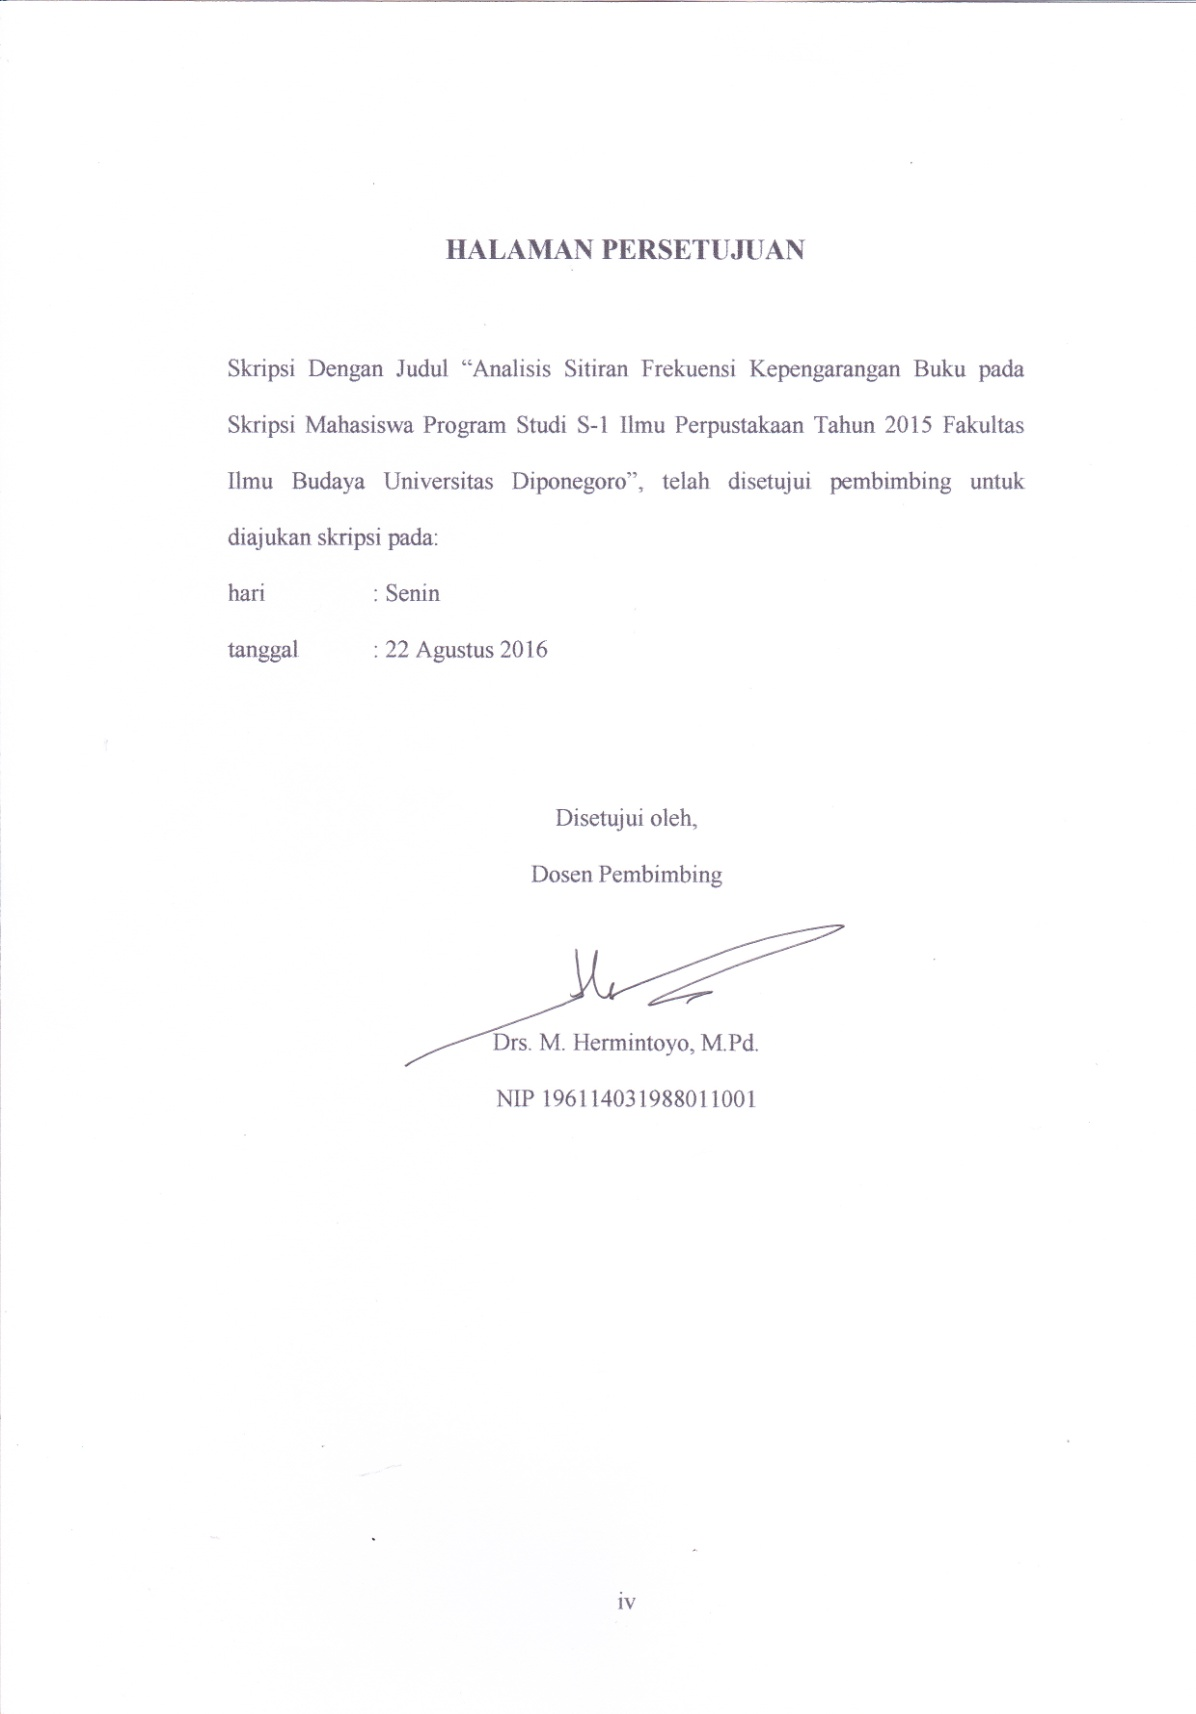 HALAMAN PERSETUJUAN
Skripsi Dengan Judul “Analisis Sitiran Frekuensi Kepengarangan Buku pada
Skripsi Mahasiswa Program Studi S-1 Ilmu Perpustakaan Tahun 2015 Fakultas
Ilmu Budaya Universitas Diponegoro”, telah disetujui pembimbing untuk
diajukan skripsi pada:
hari : Senin
tanggal : 22 Agustus 2016
Disetujui oleh,
Dosen Pembimbing
Drs. M. Hermintoyo, M.Pd.
NIP 196114031988011001
iv